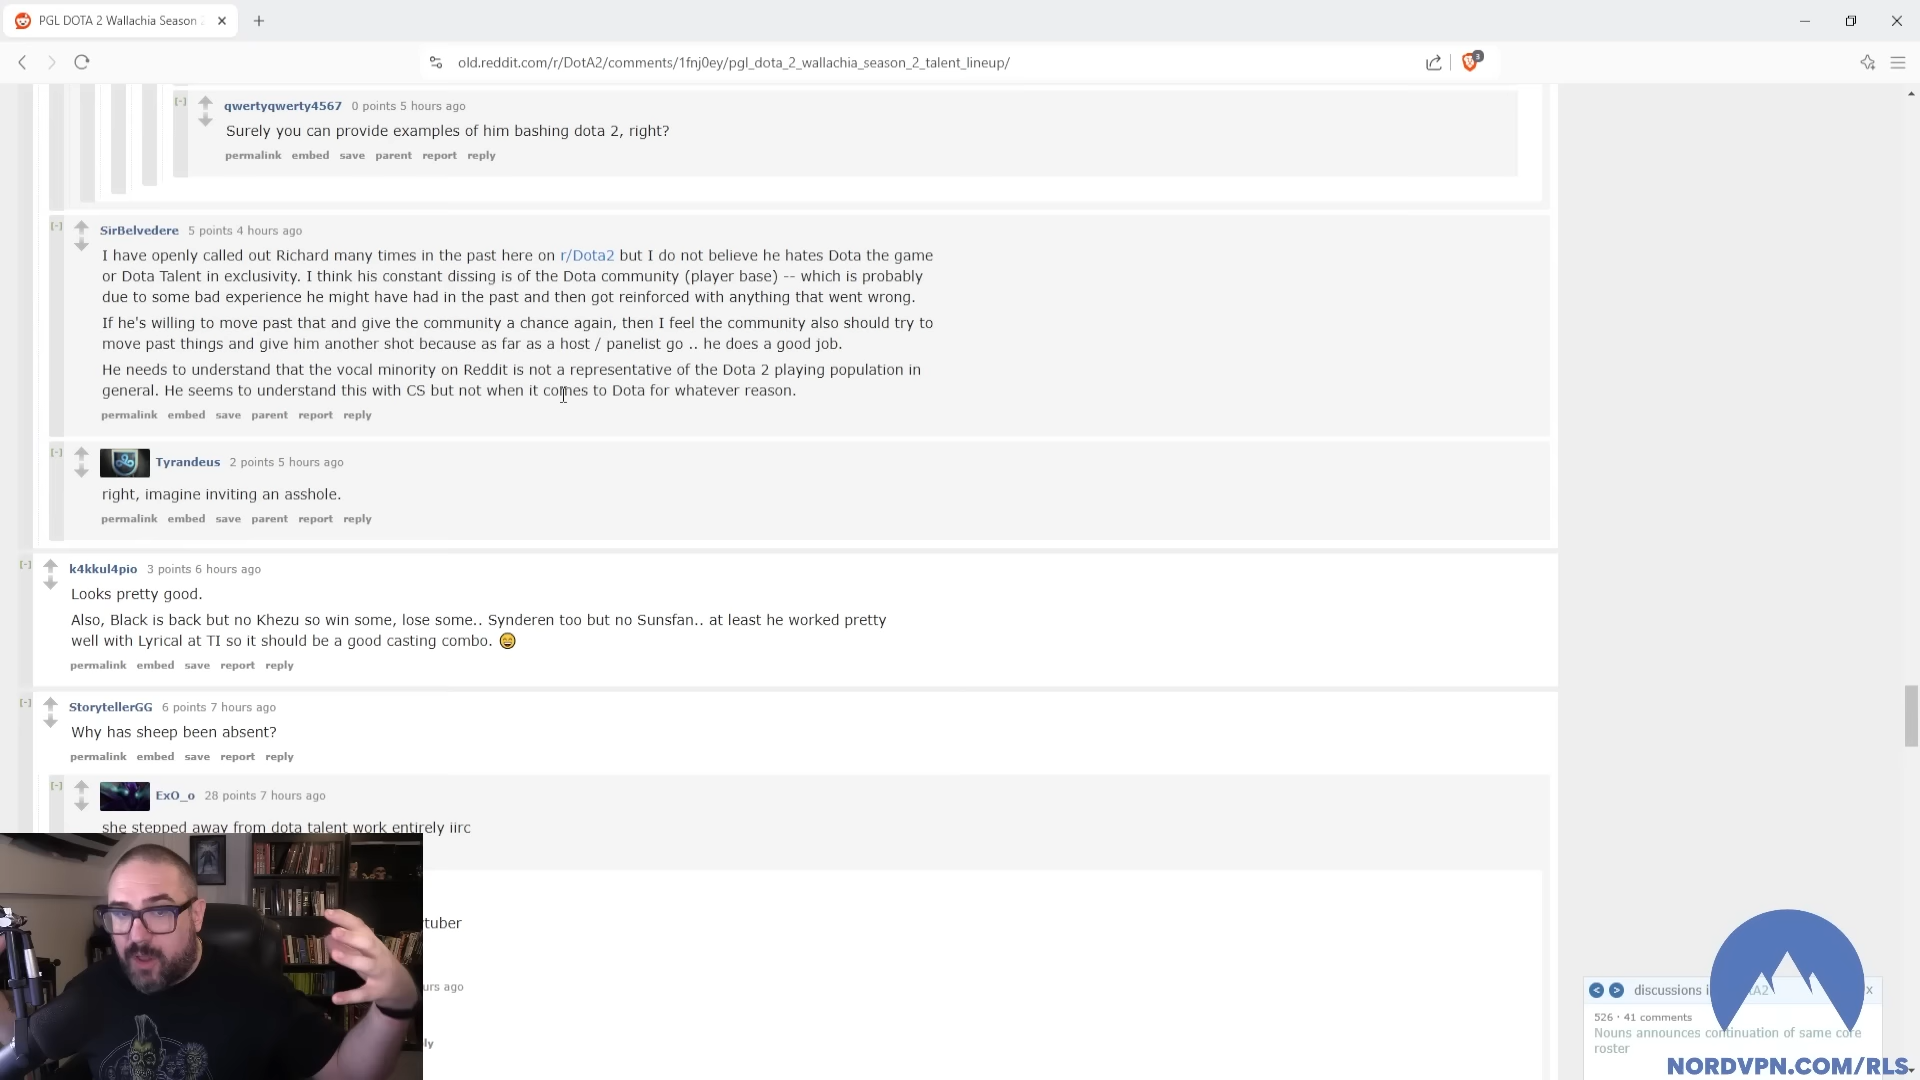 PGL DOTA 2 Wallachia Season
old.reddit.com/r/DotA2/comments/1fnj0ey/pgl_dota_2_wallachia_season_2_talent_lineup/
3
[-] qwertyqwerty4567 0 points 5 hours ago
Surely you can provide examples of him bashing dota 2, right?
permalink embed save parent report reply
[-] SirBelvedere 5 points 4 hours ago
I have openly called out Richard many times in the past here on r/Dota2 but I do not believe he hates Dota the game
or Dota Talent in exclusivity. I think his constant dissing is of the Dota community (player base) -- which is probably
due to some bad experience he might have had in the past and then got reinforced with anything that went wrong.
If he's willing to move past that and give the community a chance again, then I feel the community also should try to
move past things and give him another shot because as far as a host / panelist go .. he does a good job.
He needs to understand that the vocal minority on Reddit is not a representative of the Dota 2 playing population in
general. He seems to understand this with CS but not when it comes to Dota for whatever reason.
permalink embed save parent report reply
[-] Tyrandeus 2 points 5 hours ago
right, imagine inviting an asshole.
permalink embed save parent report reply
[-] k4kkul4pio 3 points 6 hours ago
Looks pretty good.
Also, Black is back but no Khezu so win some, lose some.. Synderen too but no Sunsfan.. at least he worked pretty
well with Lyrical at TI so it should be a good casting combo. 😄
permalink embed save report reply
[-] StorytellerGG 6 points 7 hours ago
Why has sheep been absent?
permalink embed save report reply
[-] ExO_o 28 points 7 hours ago
she stepped away from dota talent work entirely iirc
tuber
urs ago
ly
discussions i
A2
X
526 · 41 comments
Nouns announces continuation of same core
roster
NORDVPN.COM/RLS